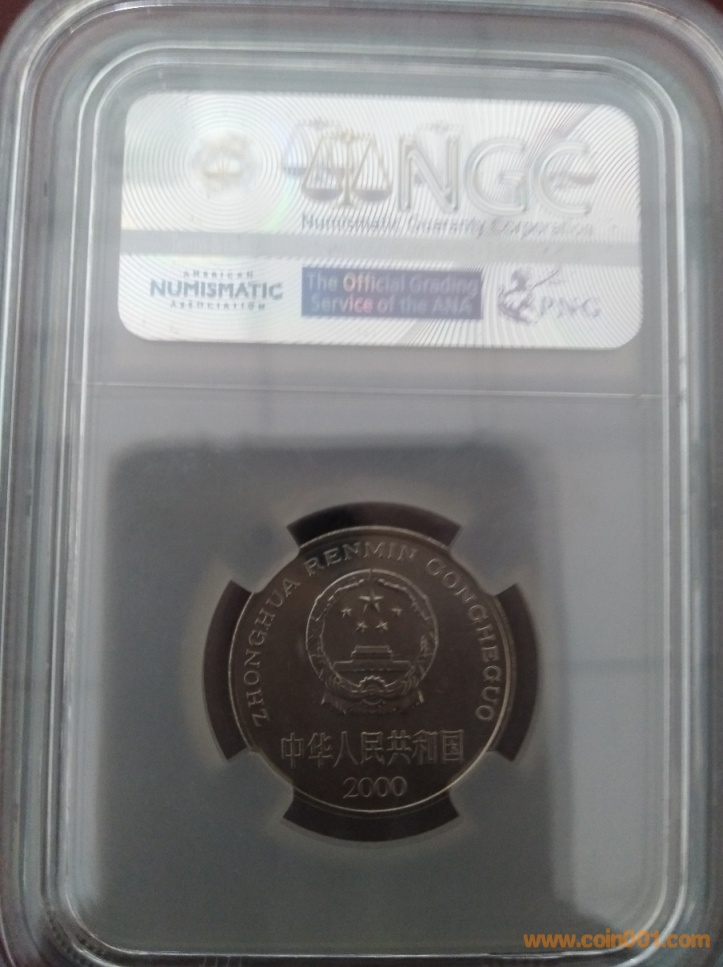 NGC
Numismatic Guaranty Corporation
AMERICAN
NUMISMATIC
ASSOCIATION
The Official Grading
Service of the ANA
PNG
ZHONGHUA RENMIN GONGHEGUO
中华人民共和国
2000
www.coin001.com